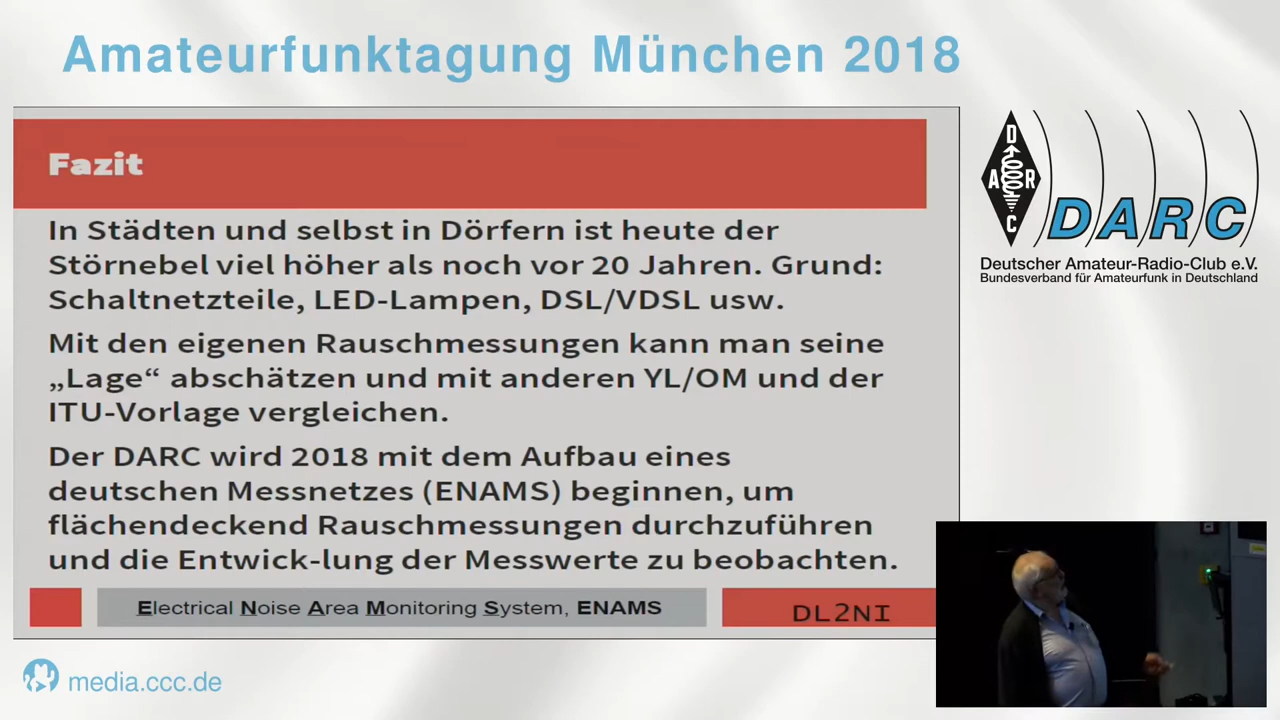 Amateurfunktagung München 2018
Fazit
In Städten und selbst in Dörfern ist heute der
Störnebel viel höher als noch vor 20 Jahren. Grund:
Schaltnetzteile, LED-Lampen, DSL/VDSL usw.
Mit den eigenen Rauschmessungen kann man seine
„Lage“ abschätzen und mit anderen YL/OM und der
ITU-Vorlage vergleichen.
Der DARC wird 2018 mit dem Aufbau eines
deutschen Messnetzes (ENAMS) beginnen, um
flächendeckend Rauschmessungen durchzuführen
und die Entwick-lung der Messwerte zu beobachten.
Electrical Noise Area Monitoring System, ENAMS
DL2NI
D
A R
C
DARC
Deutscher Amateur-Radio-Club e.V.
Bundesverband für Amateurfunk in Deutschland
media.ccc.de